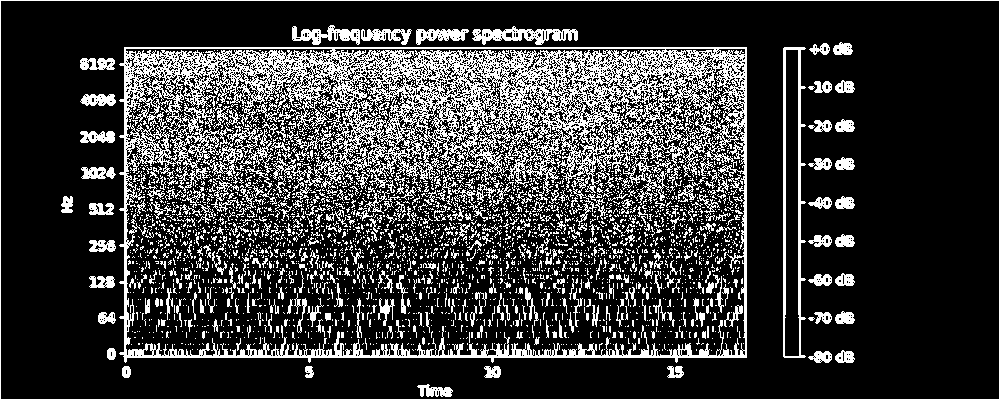 Log-frequency power spectrogram
8192
4096
2048
1024
512
256
128
64
0
Hz
0 5 10 15
Time
+0 dB
-10 dB
-20 dB
-30 dB
-40 dB
-50 dB
-60 dB
-70 dB
-80 dB